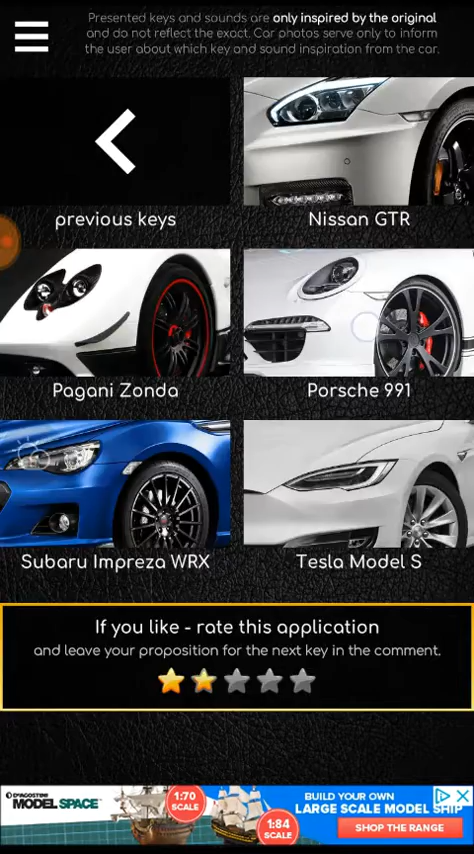 Presented keys and sounds are only inspired by the original
and do not reflect the exact. Car photos serve only to inform
the user about which key and sound inspiration from the car.
previous keys
Nissan GTR
Pagani Zonda
Porsche 991
Subaru Impreza WRX
Tesla Model S
If you like - rate this application
and leave your proposition for the next key in the comment.
DeAGOSTINI
MODEL SPACE
1:70
SCALE
1:84
SCALE
BUILD YOUR OWN
LARGE SCALE MODEL SHIP
SHOP THE RANGE